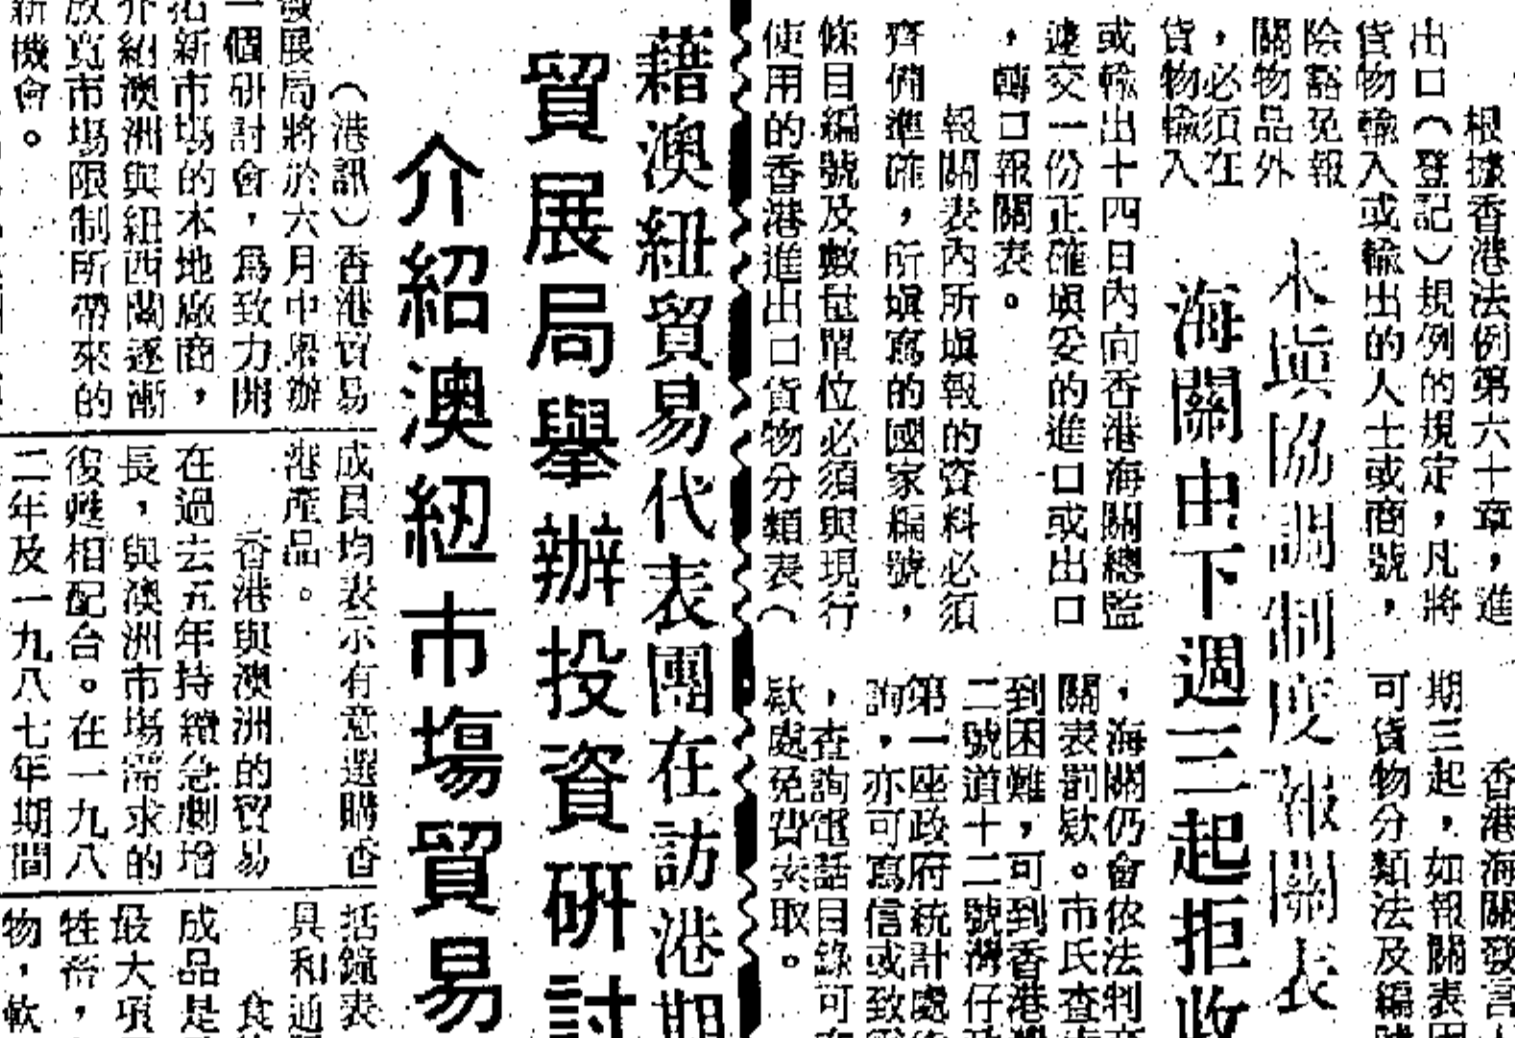 根據香港法例第六十章，進
出口（登記）規例的規定，凡將
貨物輸入或輸出的人士或商號，
除豁免報
關物品外
，必須在
貨物輸入
或輸出十四日內向香港海關總監
遞交一份正確填妥的進口或出口
，轉口報關表。
報關表內所填報的資料必須
齊備準確，所填寫的國家編號，
條目編號及數量單位必須與現行
使用的香港進出口貨物分類表（
未填協調制度報關表
海關由下週三起拒收
香港海關發言
期三起，如報關表
可貨物分類法及編
，海關仍會依法判
關表罰款。市民查
到困難，可到香港
二號道十二號灣仔
第一座政府統計處
詢，亦可寫信或致
，查詢電話目錄可
款處免費索取。
藉澳紐貿易代表團在訪港期
貿展局舉辦投資研討
介紹澳紐市場貿易
（港訊）香港貿易
發展局將於六月中舉辦
一個研討會，為致力開
拓新市場的本地廠商，
介紹澳洲與紐西蘭逐漸
放寬市場限制所帶來的
新機會。
成員均表示有意選購香
港產品。
香港與澳洲的貿易
在過去五年持續急劇增
長，與澳洲市場需求的
復甦相配合。在一九八
二年及一九八七年期間
括鐘表
具和通
食
成品是
最大項
牲畜，
物，軟